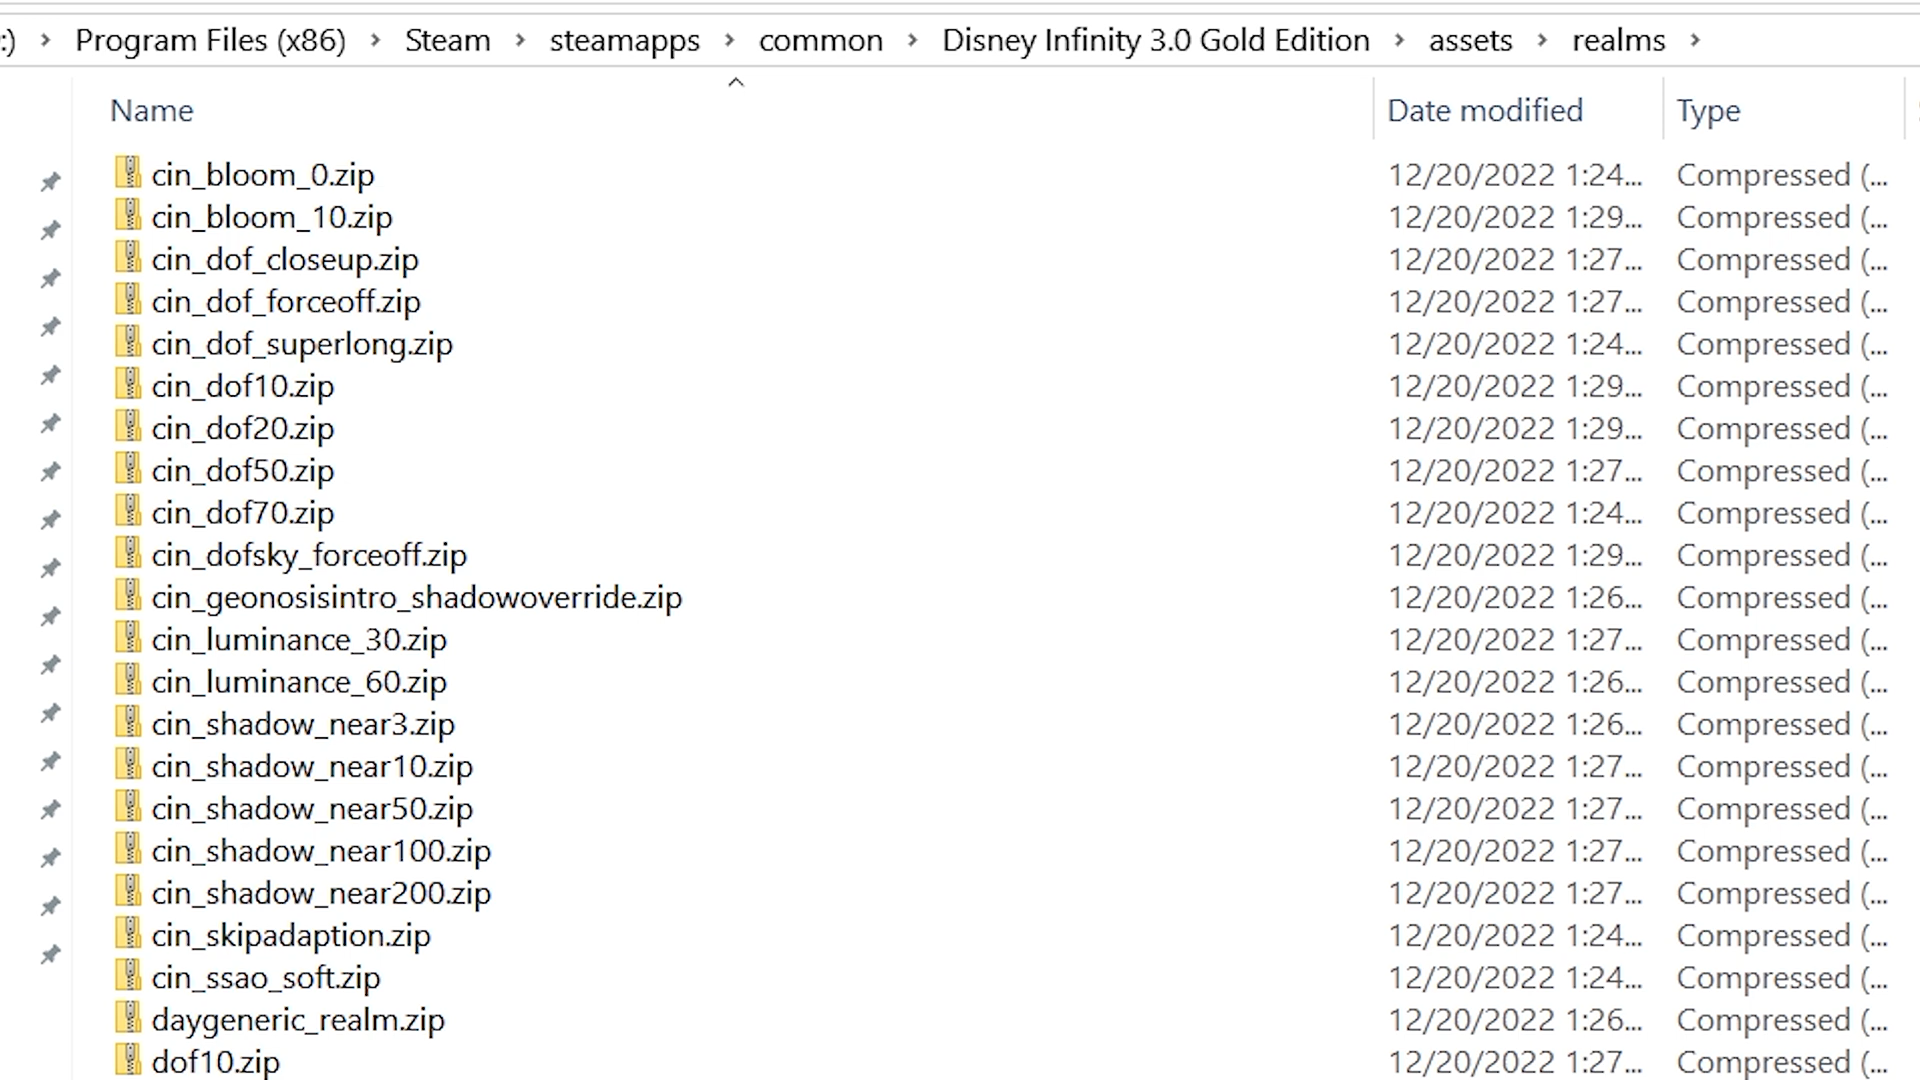 :) > Program Files (x86) > Steam > steamapps > common > Disney Infinity 3.0 Gold Edition > assets > realms >
Name Date modified Type
cin_bloom_0.zip 12/20/2022 1:24... Compressed (...
cin_bloom_10.zip 12/20/2022 1:29... Compressed (...
cin_dof_closeup.zip 12/20/2022 1:27... Compressed (...
cin_dof_forceoff.zip 12/20/2022 1:27... Compressed (...
cin_dof_superlong.zip 12/20/2022 1:24... Compressed (...
cin_dof10.zip 12/20/2022 1:29... Compressed (...
cin_dof20.zip 12/20/2022 1:29... Compressed (...
cin_dof50.zip 12/20/2022 1:27... Compressed (...
cin_dof70.zip 12/20/2022 1:24... Compressed (...
cin_dofsky_forceoff.zip 12/20/2022 1:29... Compressed (...
cin_geonosisintro_shadowoverride.zip 12/20/2022 1:26... Compressed (...
cin_luminance_30.zip 12/20/2022 1:27... Compressed (...
cin_luminance_60.zip 12/20/2022 1:26... Compressed (...
cin_shadow_near3.zip 12/20/2022 1:26... Compressed (...
cin_shadow_near10.zip 12/20/2022 1:27... Compressed (...
cin_shadow_near50.zip 12/20/2022 1:27... Compressed (...
cin_shadow_near100.zip 12/20/2022 1:27... Compressed (...
cin_shadow_near200.zip 12/20/2022 1:27... Compressed (...
cin_skipadaption.zip 12/20/2022 1:24... Compressed (...
cin_ssao_soft.zip 12/20/2022 1:24... Compressed (...
daygeneric_realm.zip 12/20/2022 1:26... Compressed (...
dof10.zip 12/20/2022 1:27... Compressed (...